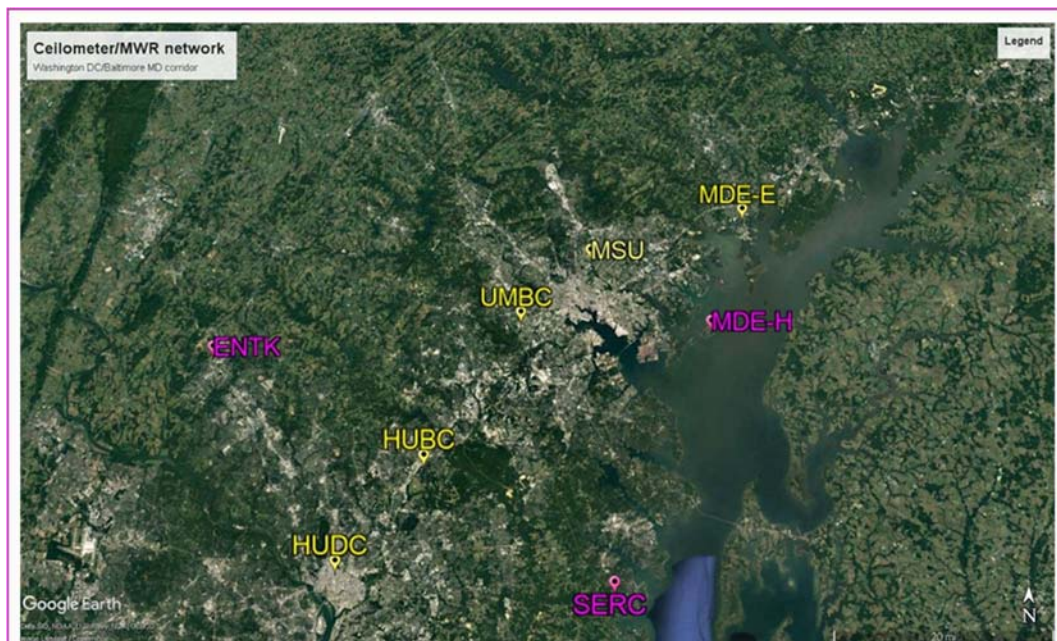 Ceilometer/MWR network
Washington DC/Baltimore MD corridor
Legend
MDE-E
MSU
UMBC
MDE-H
ENTK
HUBC
HUDC
SERC
Google Earth
N